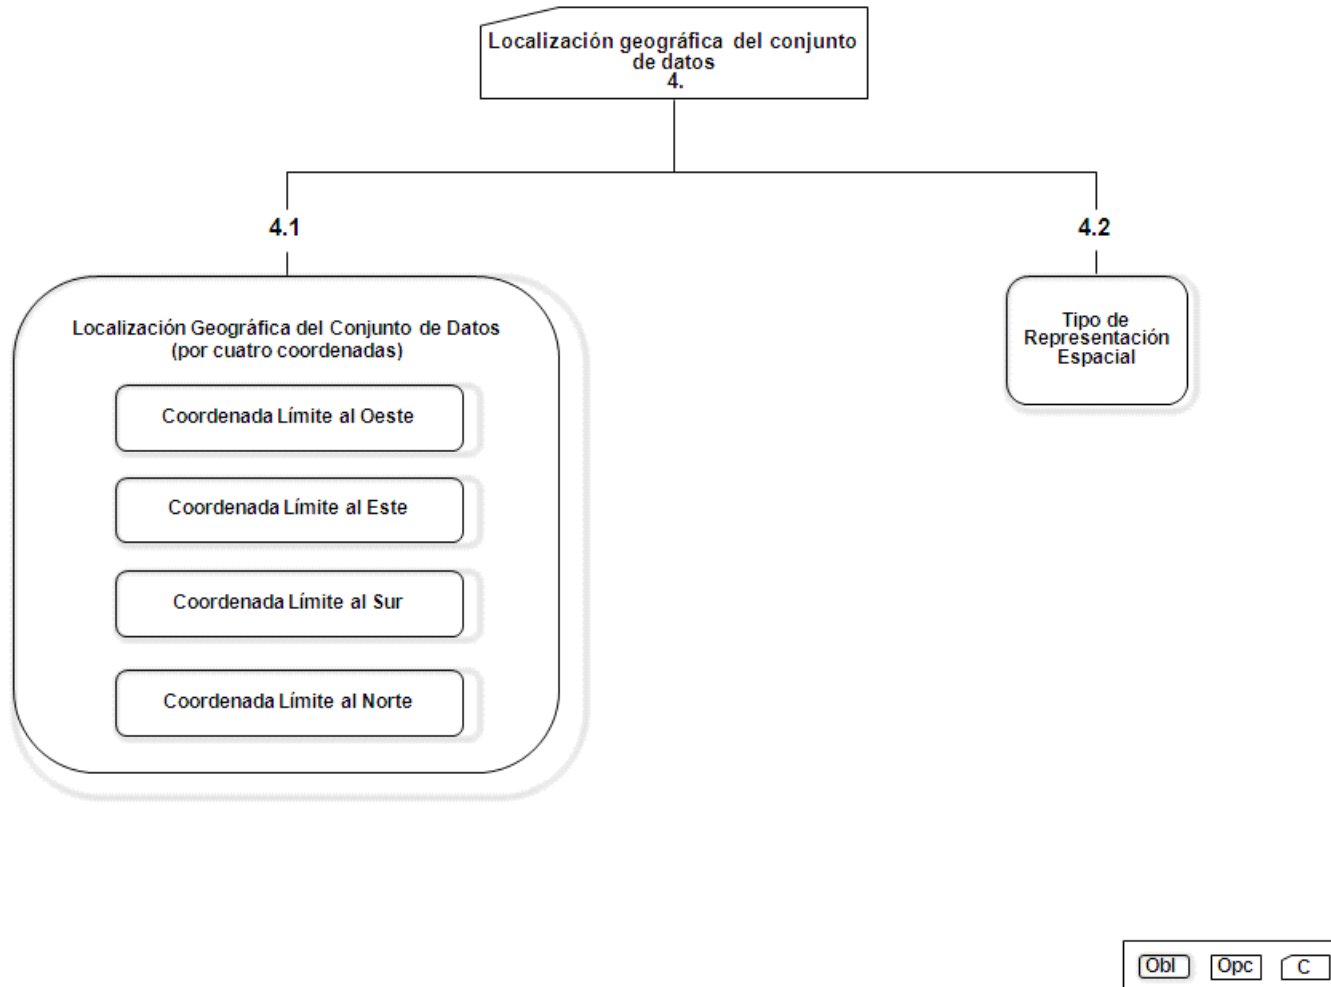 Localización geográfica del conjunto
de datos
4.
4.1
4.2
Localización Geográfica del Conjunto de Datos
(por cuatro coordenadas)
Coordenada Límite al Oeste
Coordenada Límite al Este
Coordenada Límite al Sur
Coordenada Límite al Norte
Tipo de
Representación
Espacial
Obl Opc C